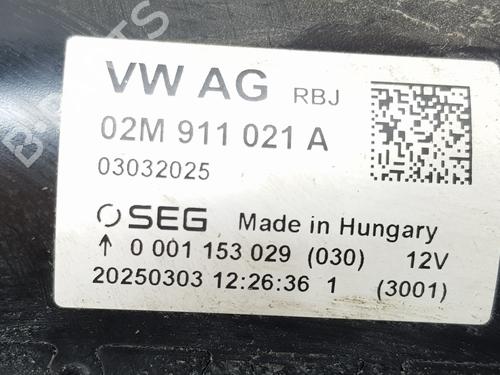 VW AG RBJ
02M 911 021 A
03032025
SEG Made in Hungary
↑ 0 001 153 029 (030) 12V
20250303 12:26:36 1 (3001)